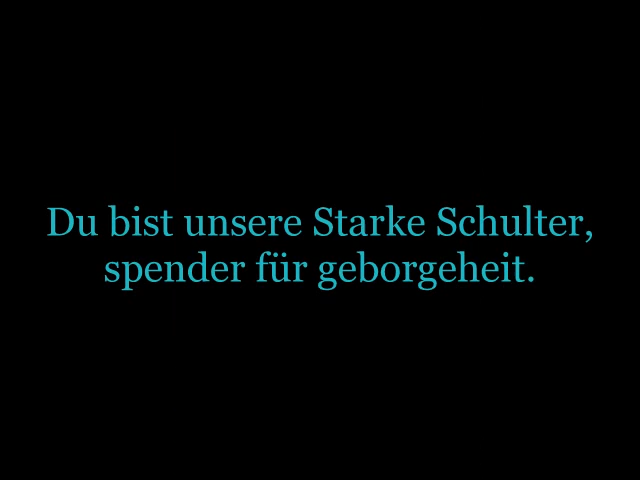 Du bist unsere Starke Schulter,
spender für geborgeheit.